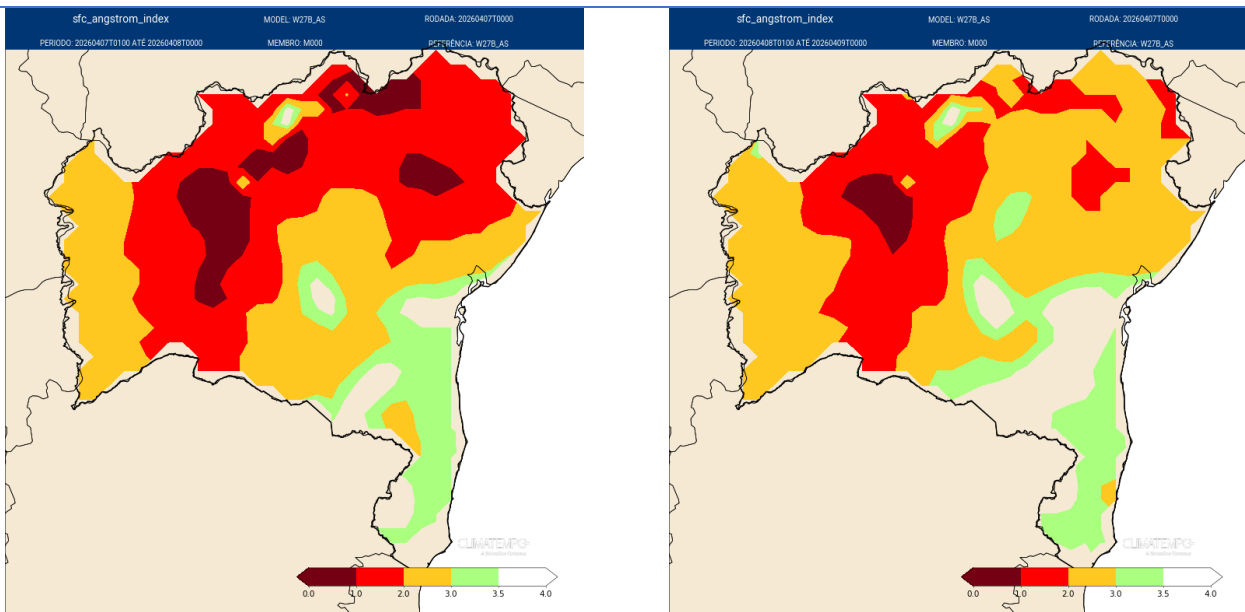 sfc_angstrom_index MODEL: W27B_AS RODADA: 20260407T0000
PERIODO: 20260407T0100 ATÉ 20260408T0000 MEMBRO: M000 REFERÊNCIA: W27B_AS
CLIMATEMPO
0.0 1.0 2.0 3.0 3.5 4.0
sfc_angstrom_index MODEL: W27B_AS RODADA: 20260407T0000
PERIODO: 20260408T0100 ATÉ 20260409T0000 MEMBRO: M000 REFERÊNCIA: W27B_AS
CLIMATEMPO
0.0 1.0 2.0 3.0 3.5 4.0